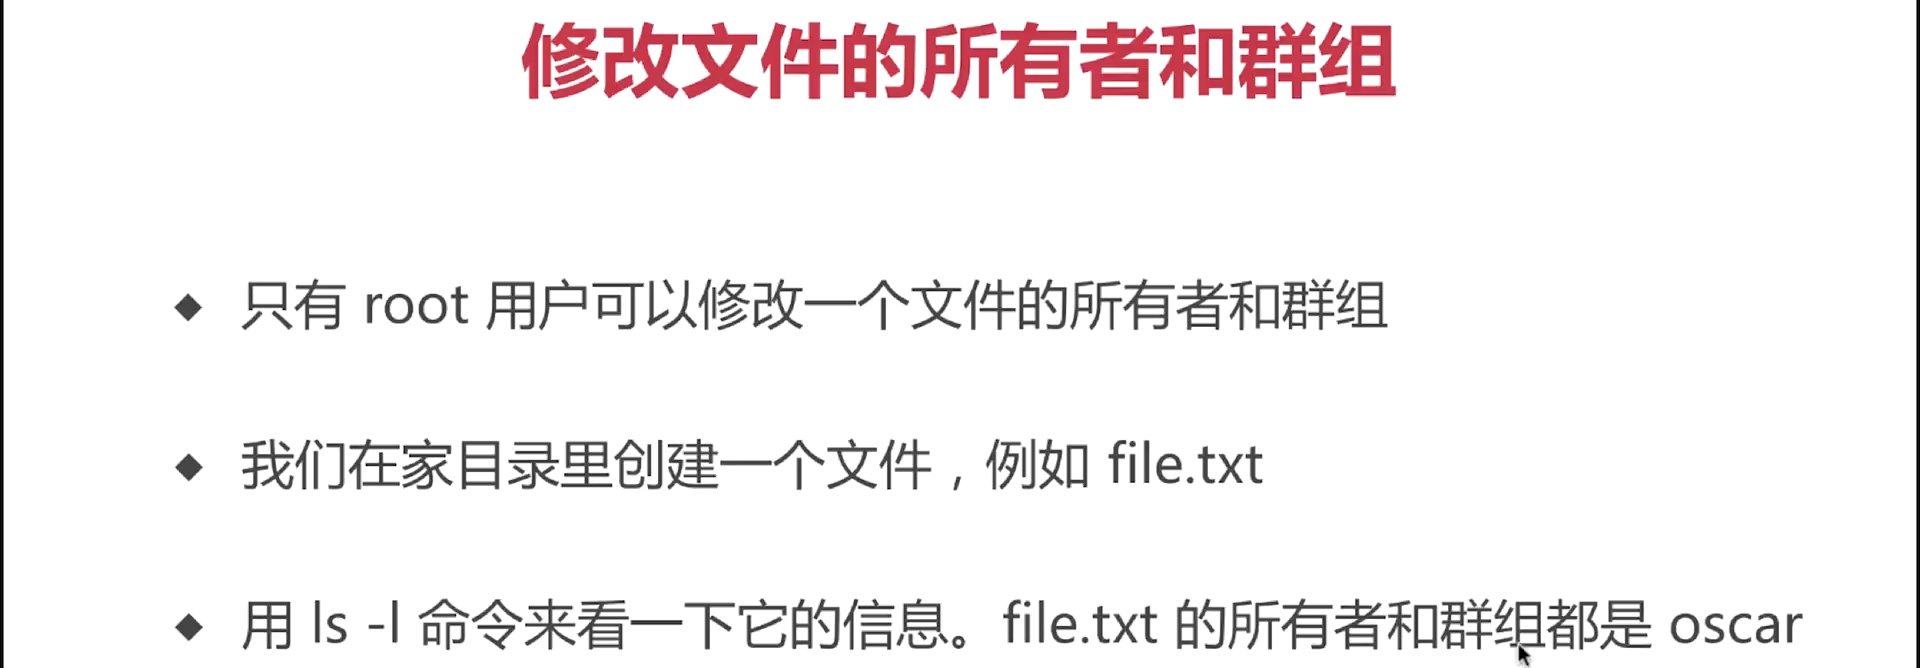 修改文件的所有者和群组
◆ 只有 root 用户可以修改一个文件的所有者和群组
◆ 我们在家目录里创建一个文件，例如 file.txt
◆ 用 ls -l 命令来看一下它的信息。file.txt 的所有者和群组都是 oscar